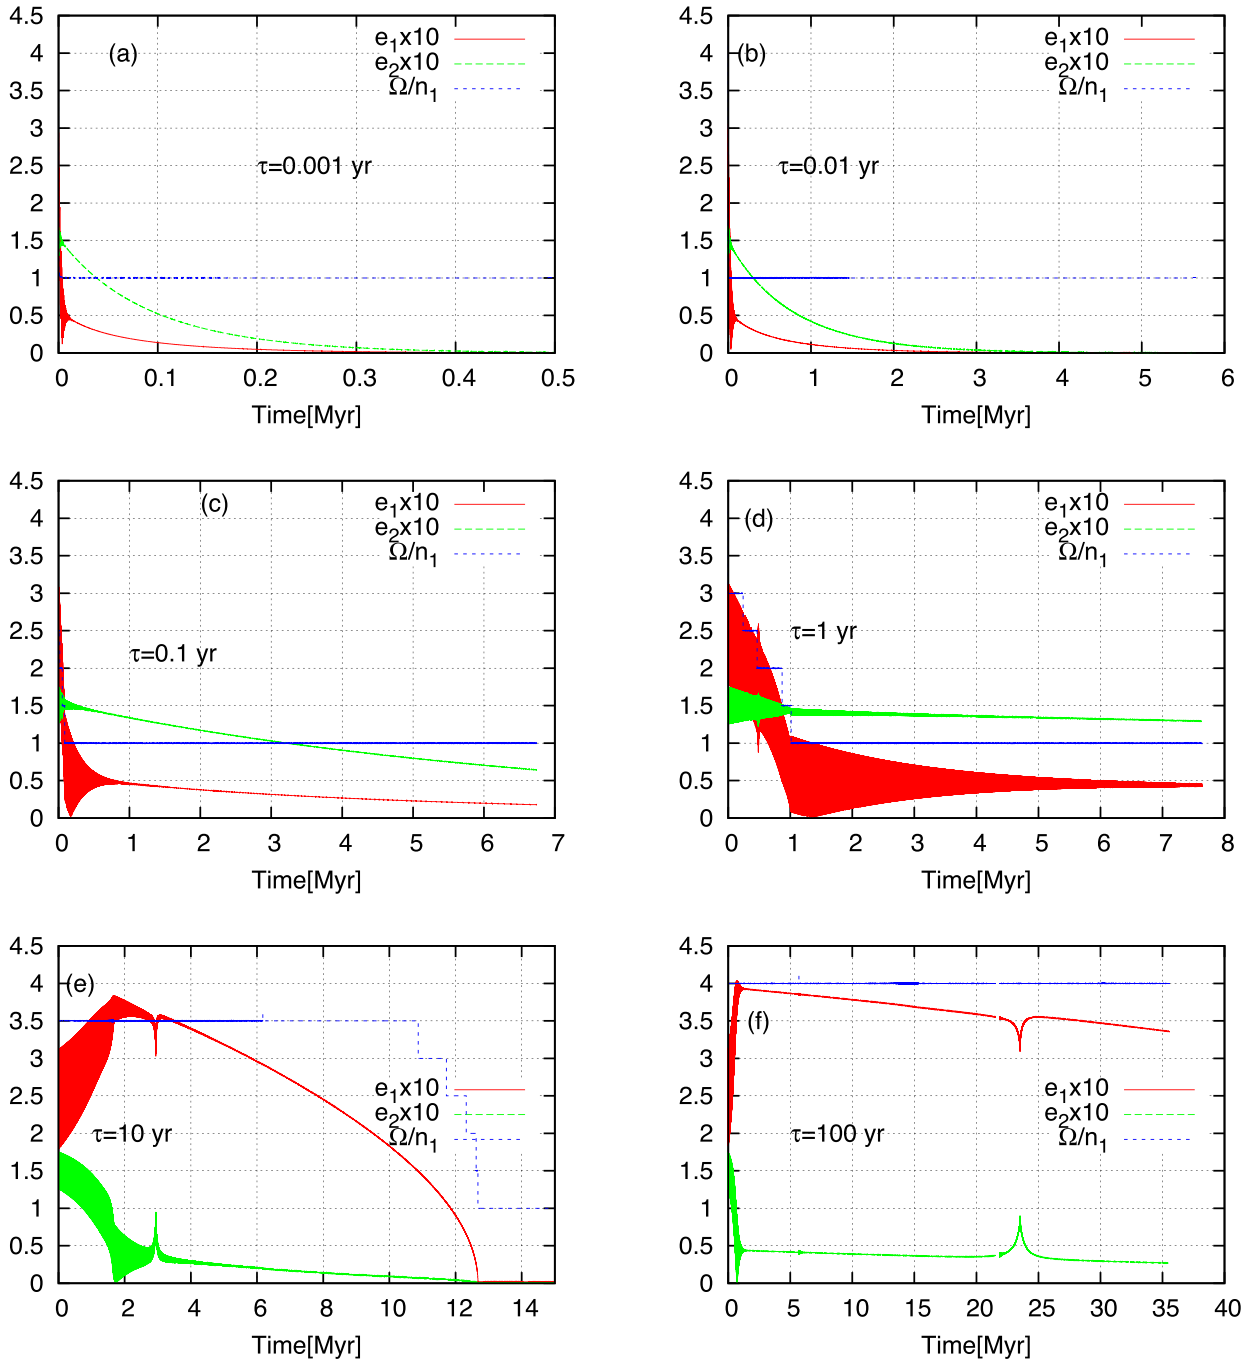 (a)
e1x10
e2x10
Ω/n1
τ=0.001 yr
4.5
4
3.5
3
2.5
2
1.5
1
0.5
0
0 0.1 0.2 0.3 0.4 0.5
Time[Myr]
(b)
e1x10
e2x10
Ω/n1
τ=0.01 yr
4.5
4
3.5
3
2.5
2
1.5
1
0.5
0
0 1 2 3 4 5 6
Time[Myr]
(c)
e1x10
e2x10
Ω/n1
τ=0.1 yr
4.5
4
3.5
3
2.5
2
1.5
1
0.5
0
0 1 2 3 4 5 6 7
Time[Myr]
(d)
e1x10
e2x10
Ω/n1
τ=1 yr
4.5
4
3.5
3
2.5
2
1.5
1
0.5
0
0 1 2 3 4 5 6 7 8
Time[Myr]
(e)
e1x10
e2x10
Ω/n1
τ=10 yr
4.5
4
3.5
3
2.5
2
1.5
1
0.5
0
0 2 4 6 8 10 12 14
Time[Myr]
(f)
e1x10
e2x10
Ω/n1
τ=100 yr
4.5
4
3.5
3
2.5
2
1.5
1
0.5
0
0 5 10 15 20 25 30 35 40
Time[Myr]